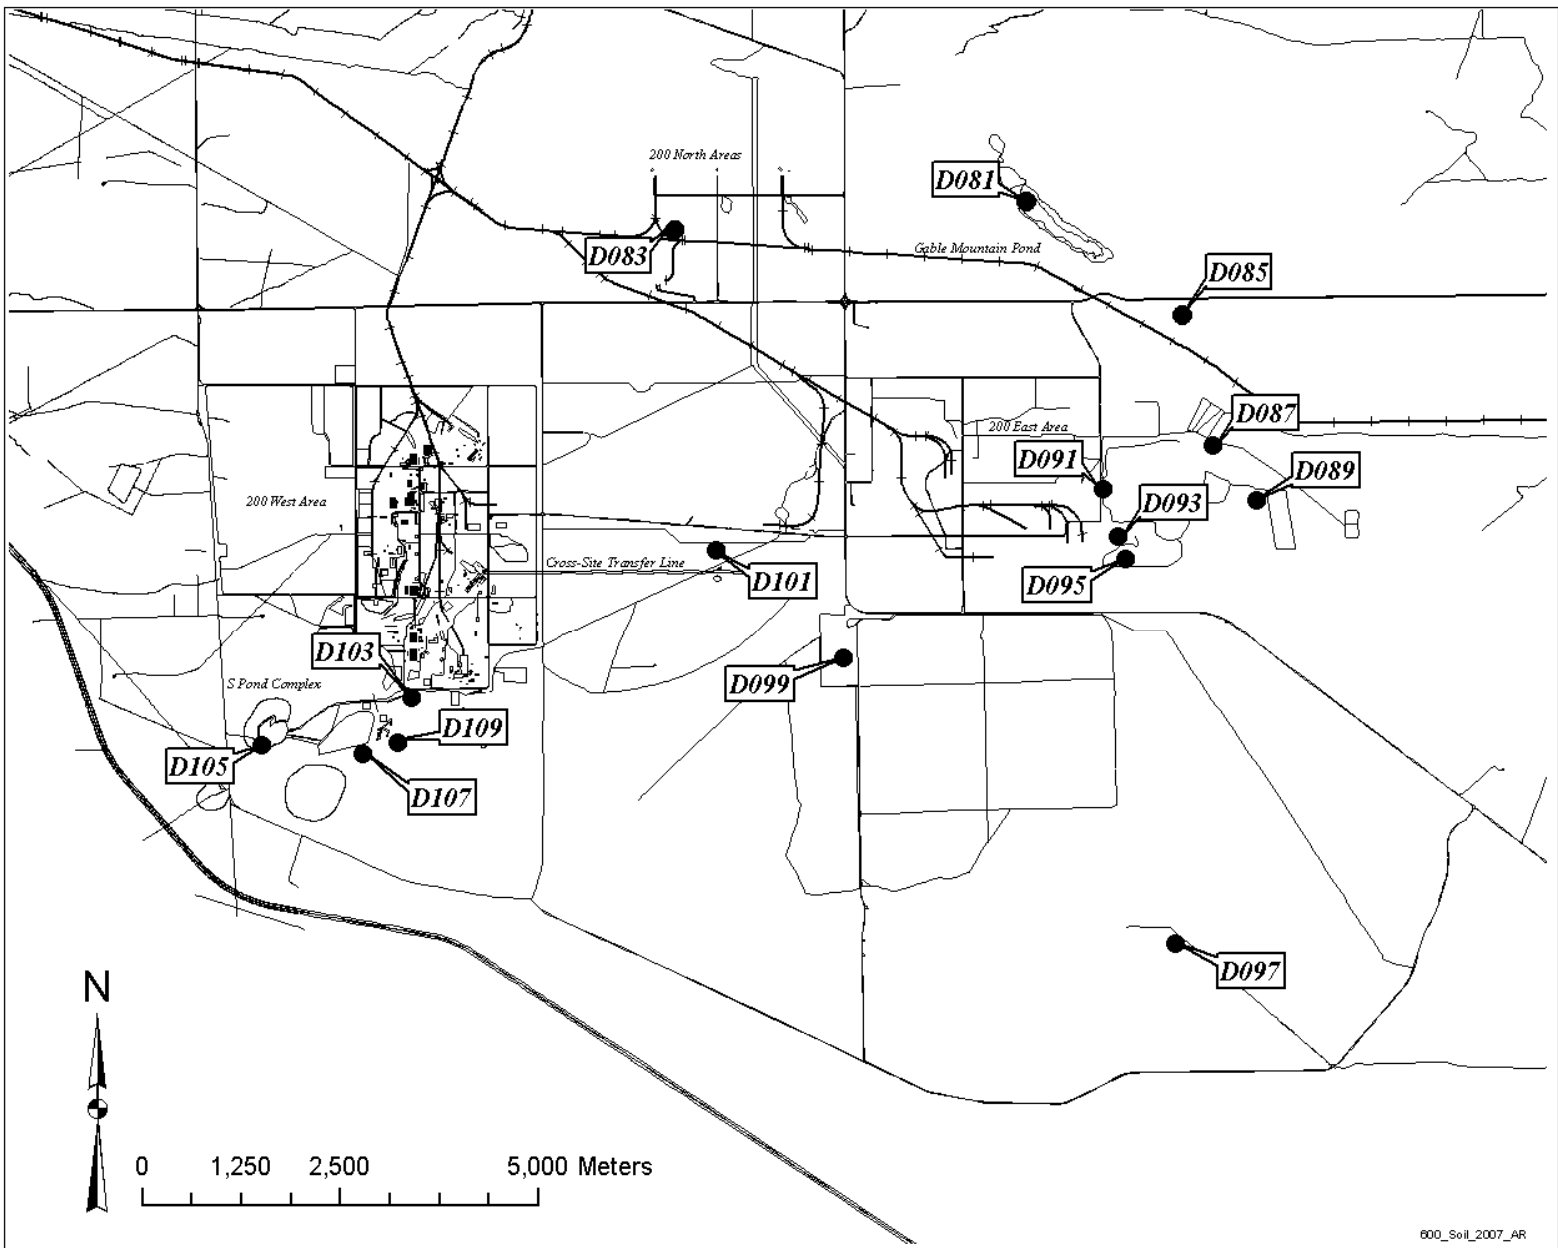 200 North Areas
D081
D083
Gable Mountain Pond
D085
D087
200 East Area
D091
D089
200 West Area
D093
Cross-Site Transfer Line
D101
D095
D103
S Pond Complex
D099
D109
D105
D107
D097
N
0 1,250 2,500 5,000 Meters
600_Soil_2007_AR